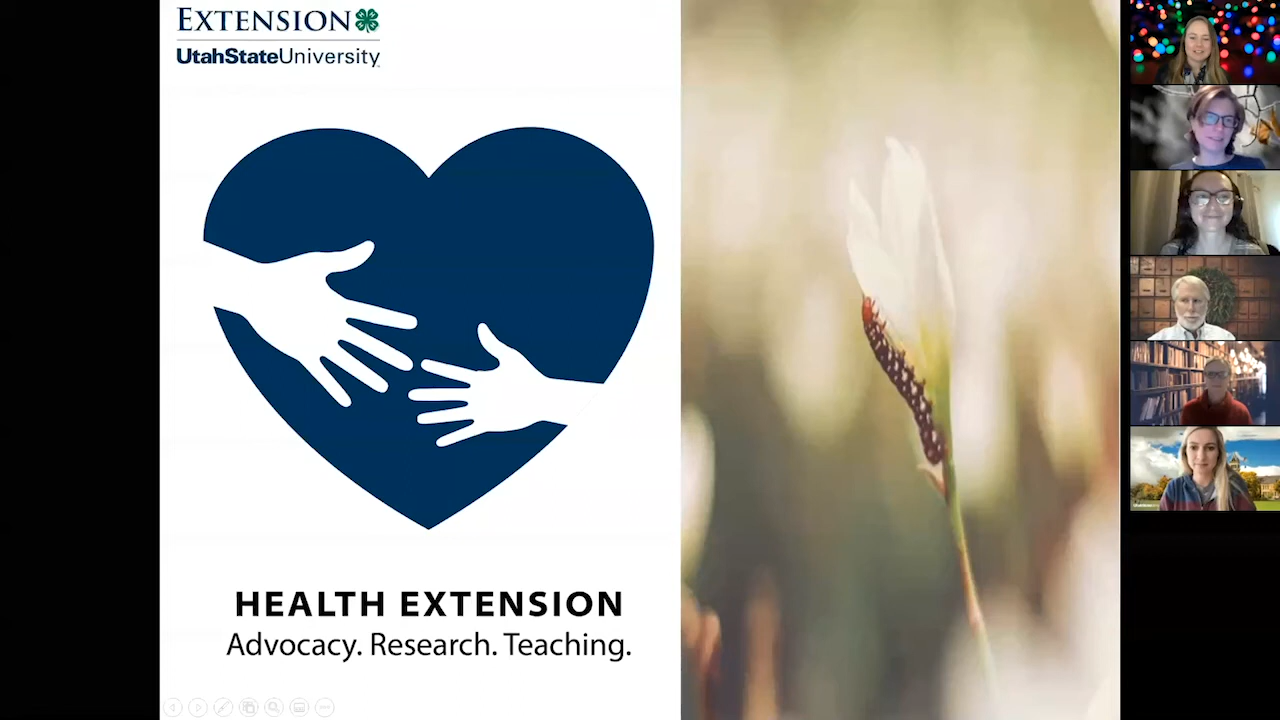 EXTENSION
UtahStateUniversity
HEALTH EXTENSION
Advocacy. Research. Teaching.